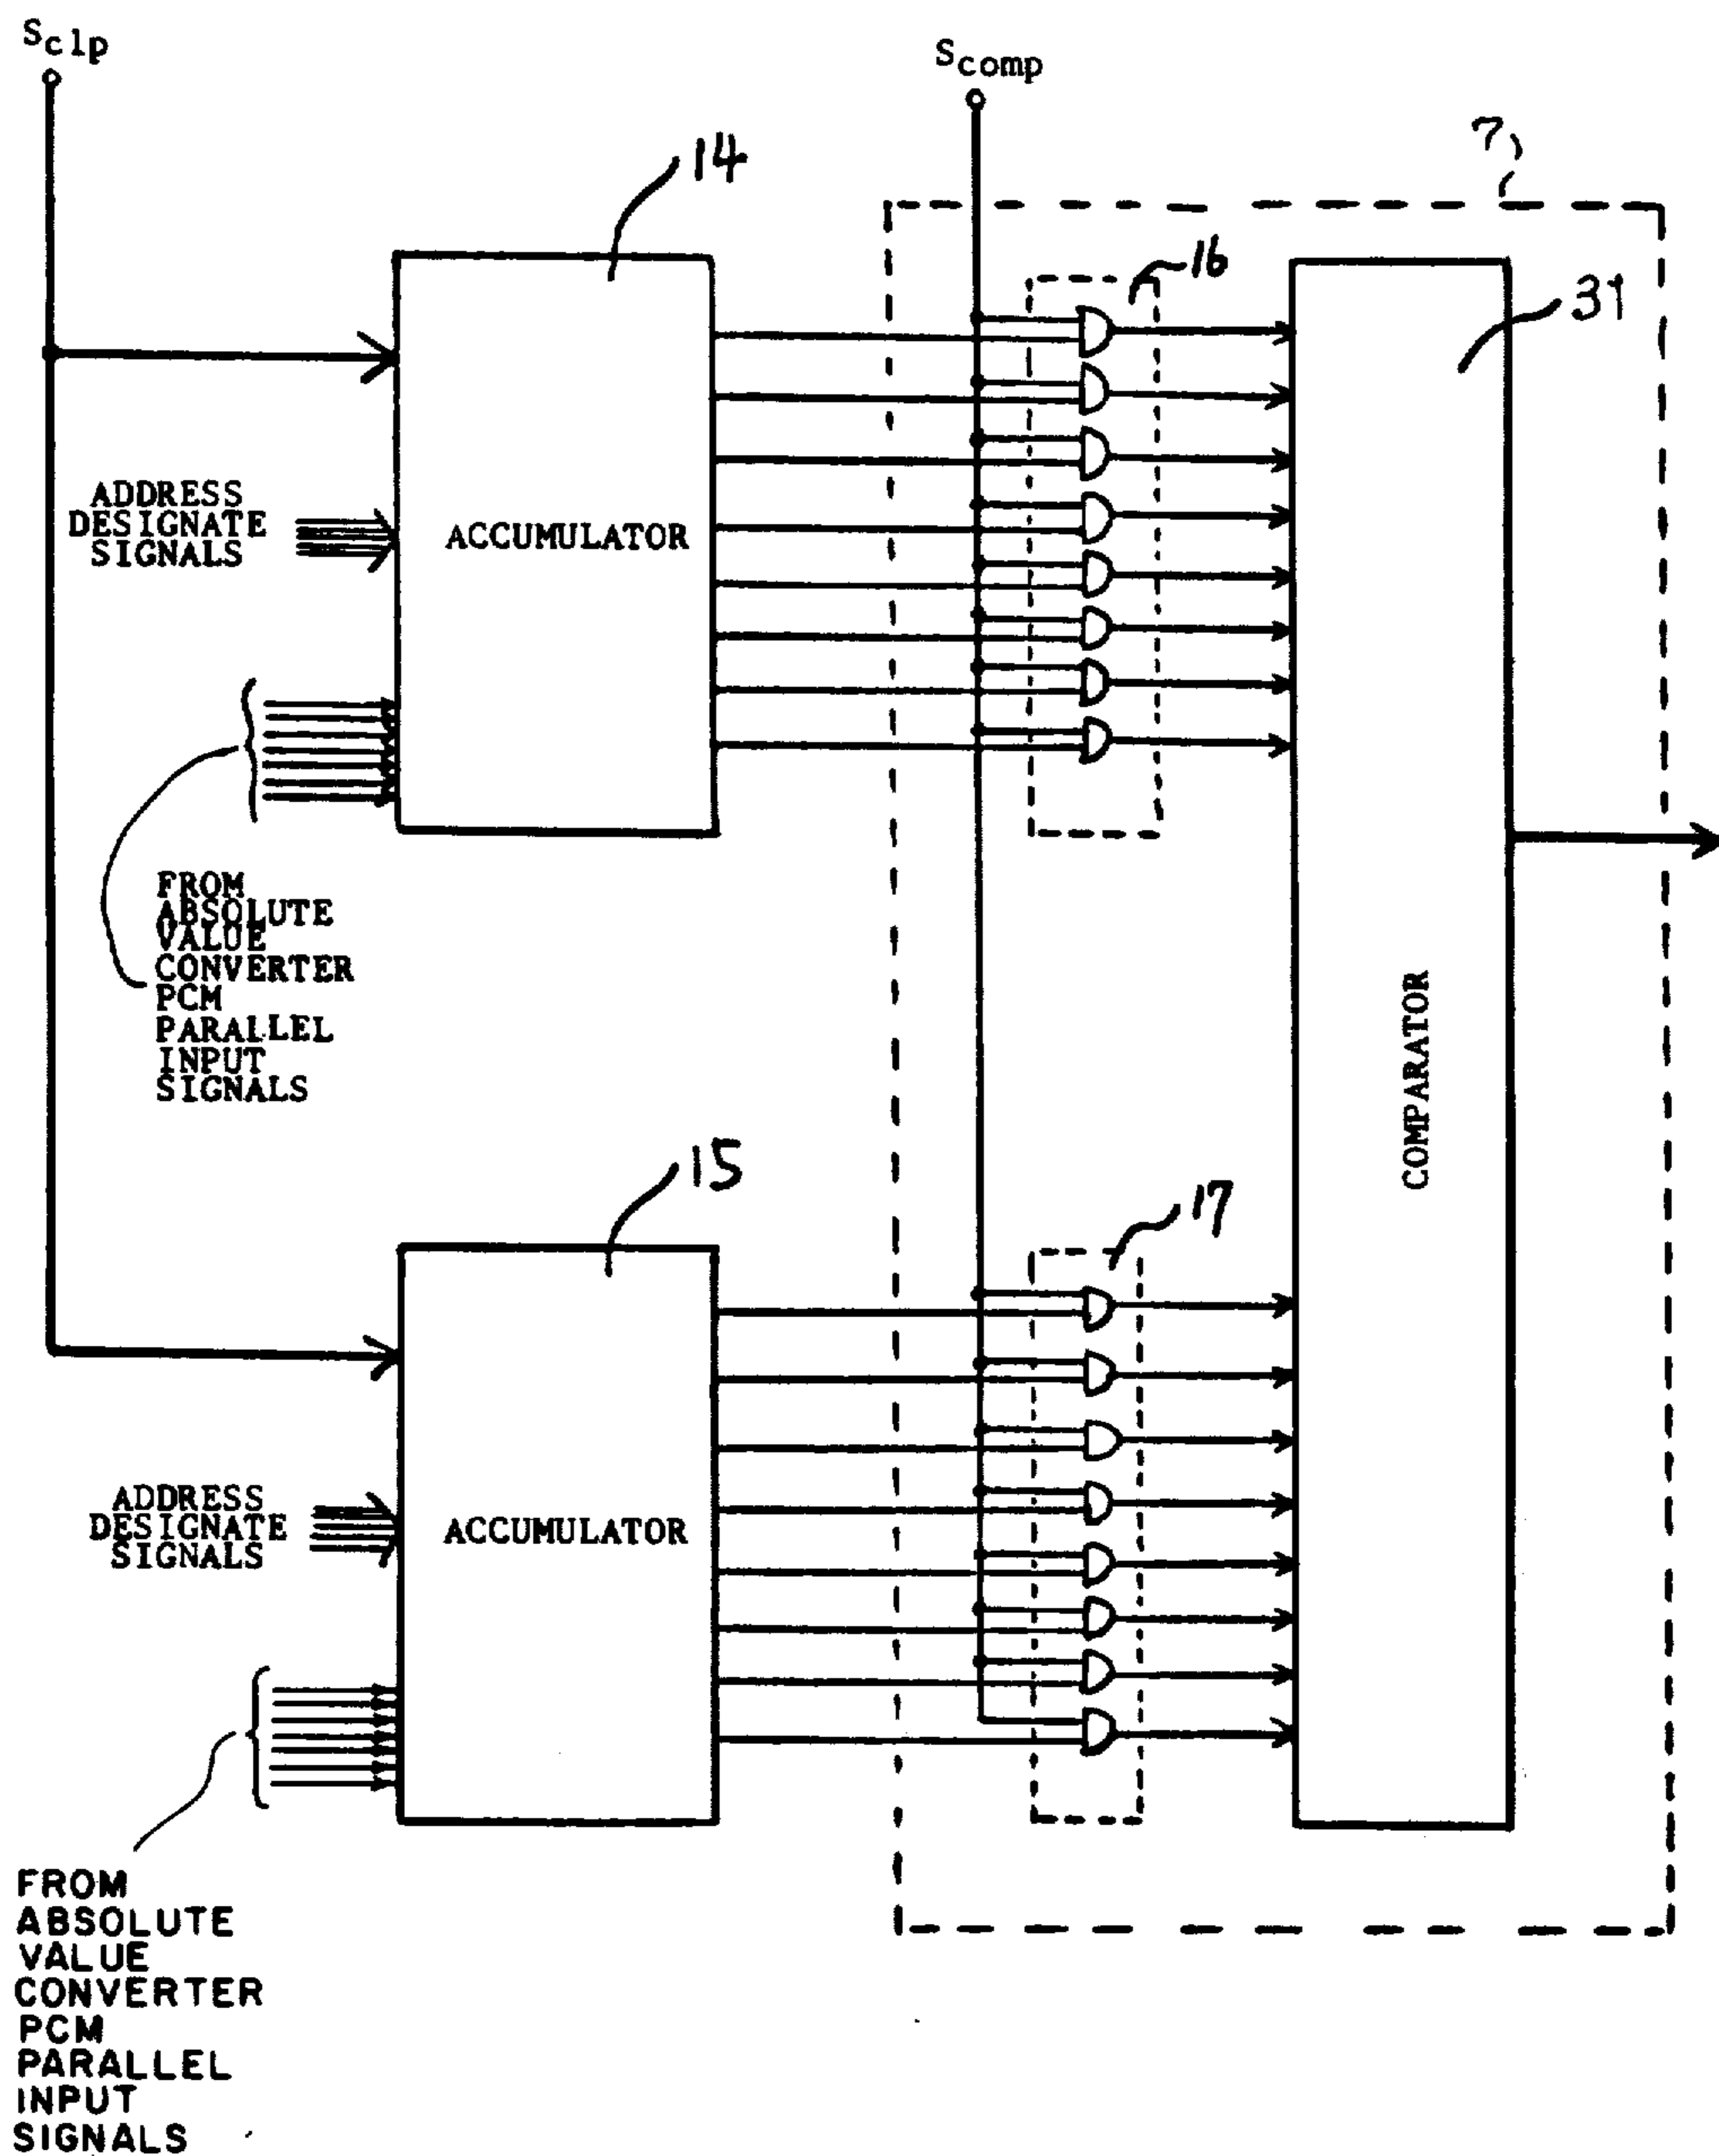 Sclp
Scomp
7
14
16
31
ADDRESS
DESIGNATE
SIGNALS
ACCUMULATOR
FROM
ABSOLUTE
VALUE
CONVERTER
PCM
PARALLEL
INPUT
SIGNALS
COMPARATOR
15
17
ADDRESS
DESIGNATE
SIGNALS
ACCUMULATOR
FROM
ABSOLUTE
VALUE
CONVERTER
PCM
PARALLEL
INPUT
SIGNALS